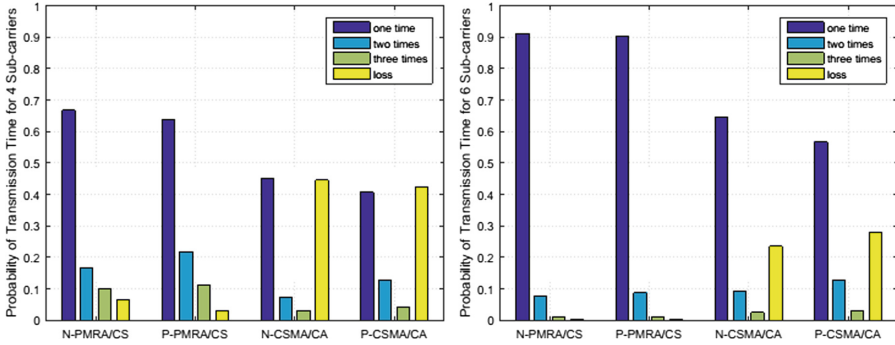 Probability of Transmission Time for 4 Sub-carriers
1
0.9
0.8
0.7
0.6
0.5
0.4
0.3
0.2
0.1
0
one time
two times
three times
loss
N-PMRA/CS P-PMRA/CS N-CSMA/CA P-CSMA/CA
Probability of Transmission Time for 6 Sub-carriers
1
0.9
0.8
0.7
0.6
0.5
0.4
0.3
0.2
0.1
0
one time
two times
three times
loss
N-PMRA/CS P-PMRA/CS N-CSMA/CA P-CSMA/CA